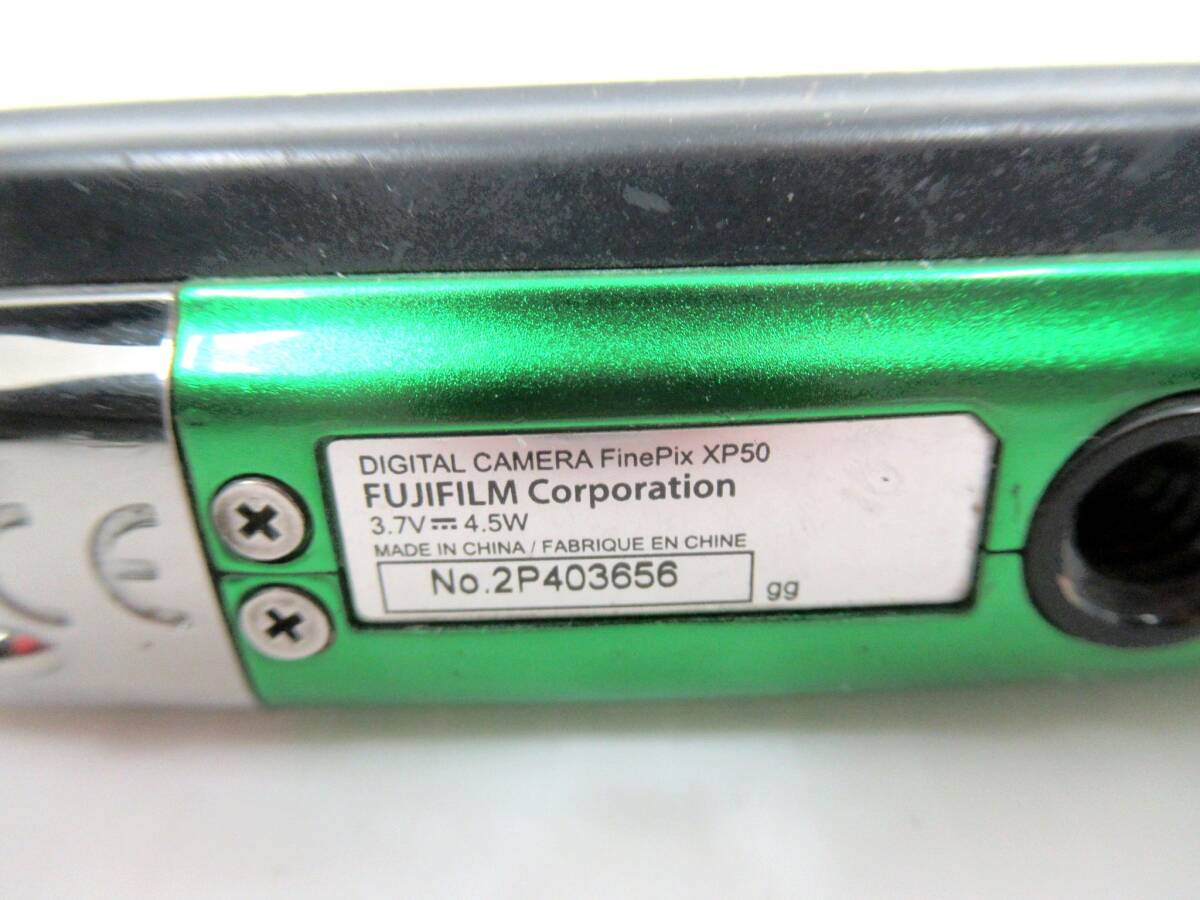 DIGITAL CAMERA FinePix XP50
FUJIFILM Corporation
3.7V⎓ 4.5W
MADE IN CHINA / FABRIQUE EN CHINE
No.2P403656
gg
CE